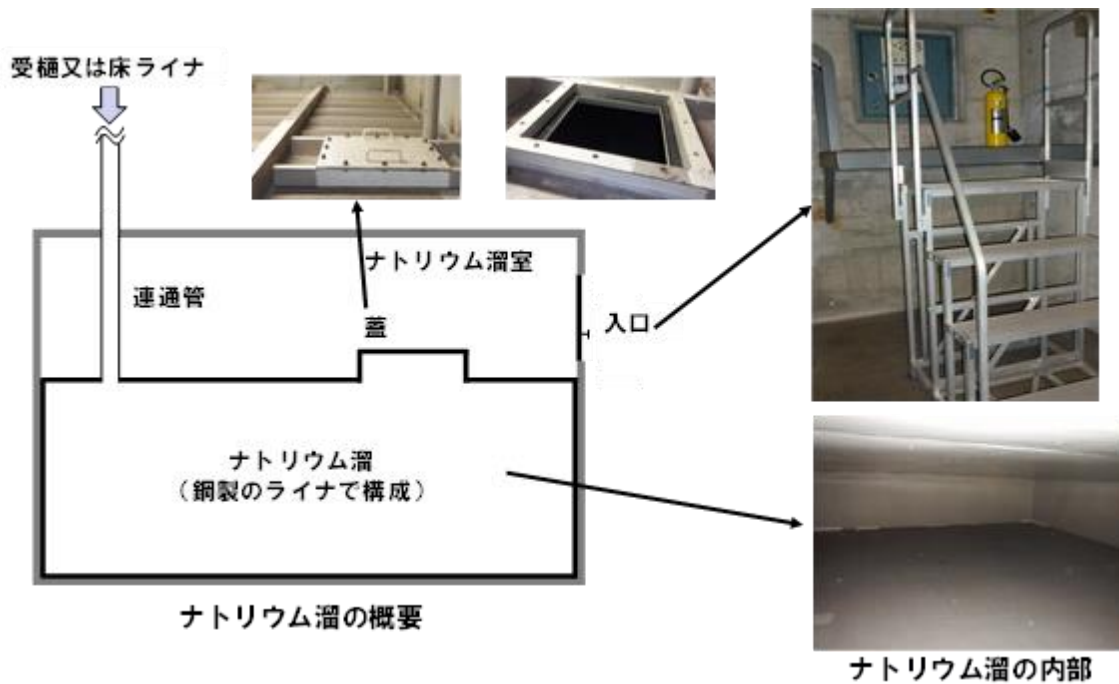 受樋又は床ライナ
ナトリウム溜室
連通管
蓋
入口
ナトリウム溜
（鋼製のライナで構成）
ナトリウム溜の概要
ナトリウム溜の内部